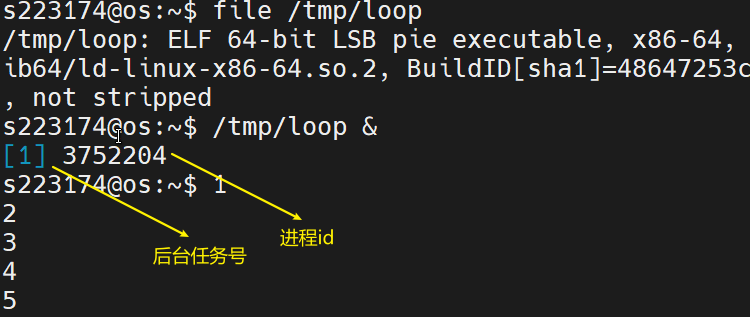 s223174@os:~$ file /tmp/loop
/tmp/loop: ELF 64-bit LSB pie executable, x86-64,
ib64/ld-linux-x86-64.so.2, BuildID[sha1]=48647253c
, not stripped
s223174@os:~$ /tmp/loop &
[1] 3752204
s223174@os:~$ 1
2
进程id
3
后台任务号
4
5